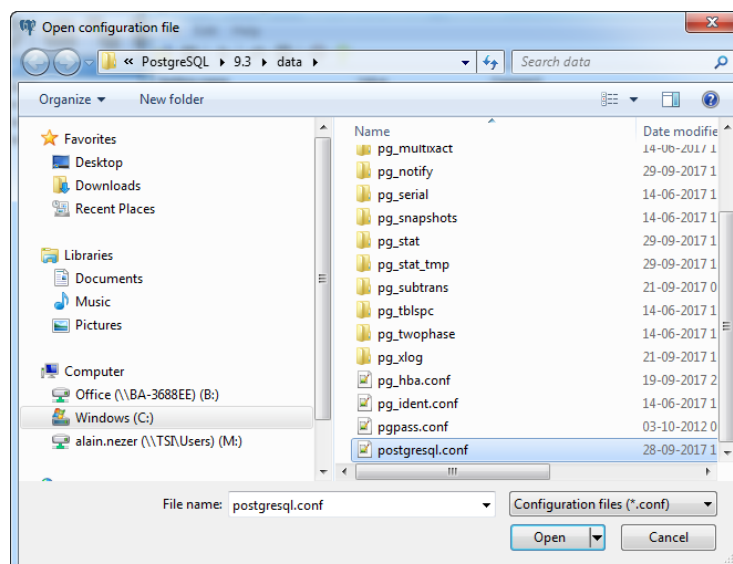 Open configuration file
« PostgreSQL 9.3 data Search data
Organize New folder
Favorites
Desktop
Downloads
Recent Places
Libraries
Documents
Music
Pictures
Computer
Office (\\BA-3688EE) (B:)
Windows (C:)
alain.nezer (\\TSI\Users) (M:)
Name Date modifie
pg_multixact 14-06-2017 1
pg_notify 29-09-2017 1
pg_serial 14-06-2017 1
pg_snapshots 14-06-2017 1
pg_stat 29-09-2017 1
pg_stat_tmp 29-09-2017 1
pg_subtrans 21-09-2017 0
pg_tblspc 14-06-2017 1
pg_twophase 14-06-2017 1
pg_xlog 21-09-2017 1
pg_hba.conf 19-09-2017 2
pg_ident.conf 14-06-2017 1
pgpass.conf 03-10-2012 0
postgresql.conf 28-09-2017 1
File name: postgresql.conf Configuration files (*.conf)
Open Cancel